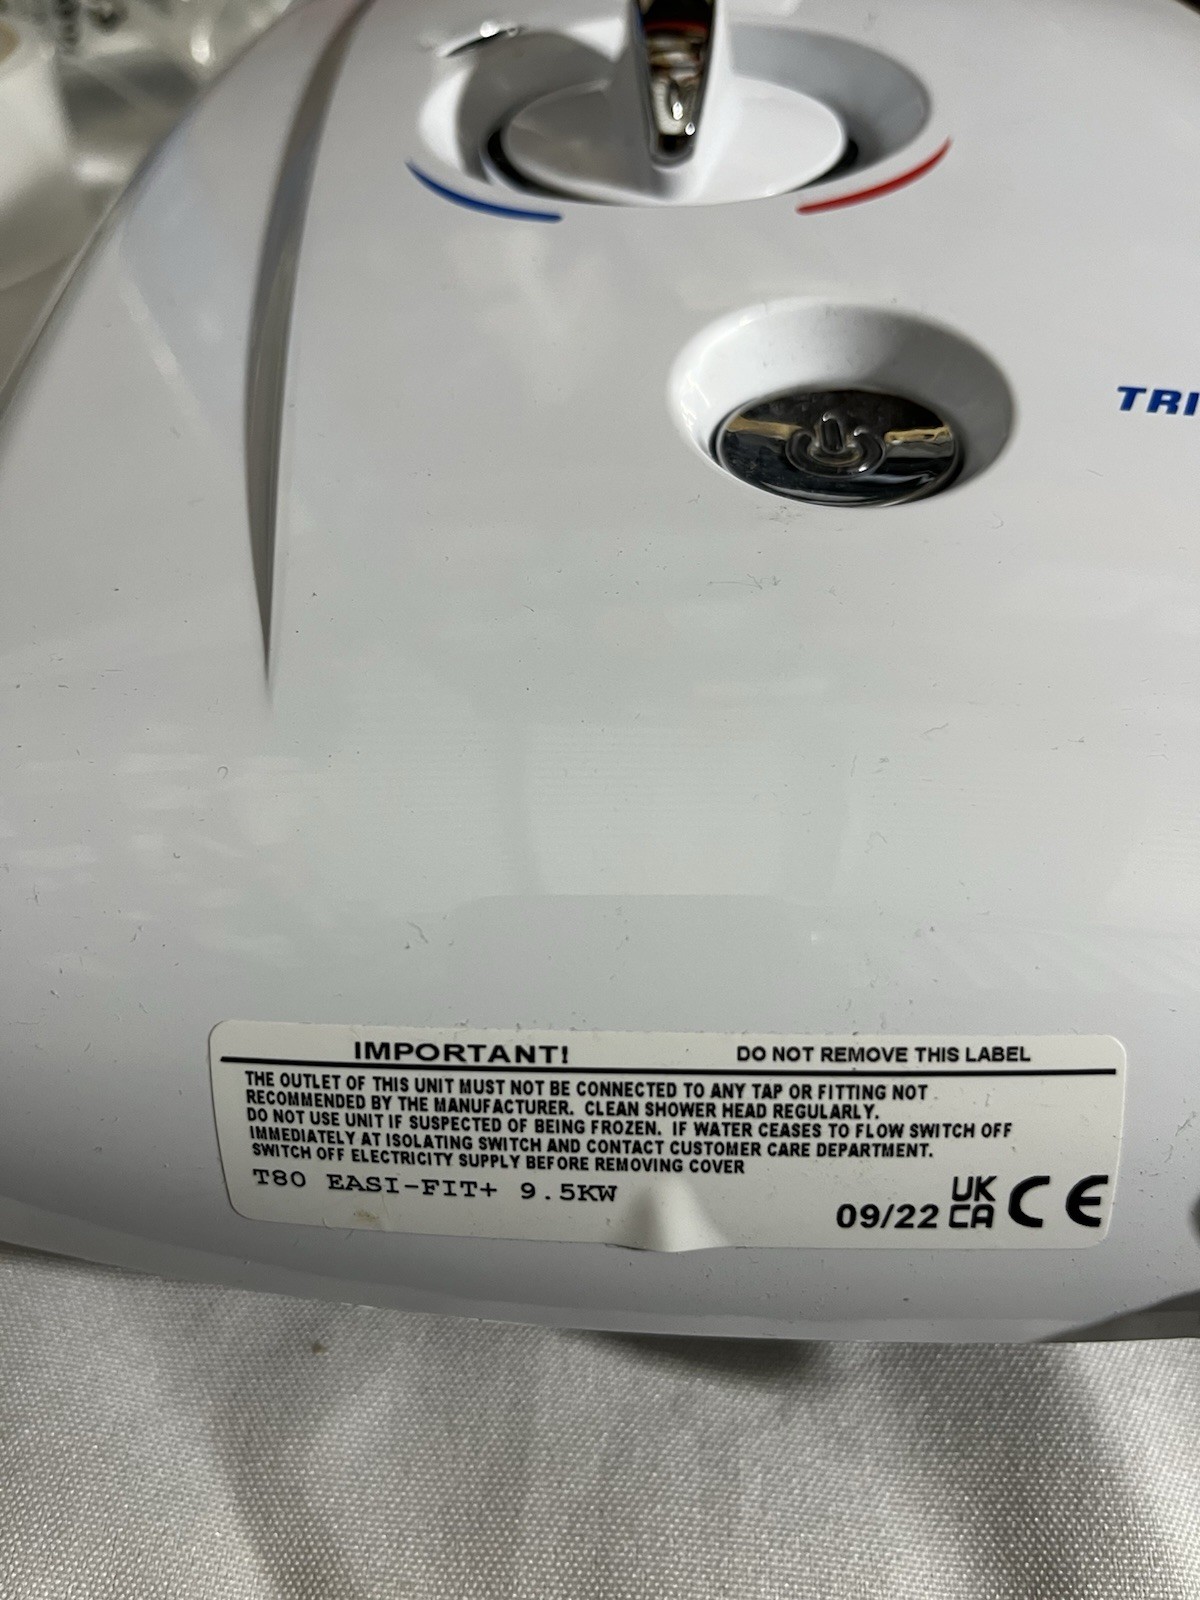 TRI
IMPORTANT! DO NOT REMOVE THIS LABEL
THE OUTLET OF THIS UNIT MUST NOT BE CONNECTED TO ANY TAP OR FITTING NOT
RECOMMENDED BY THE MANUFACTURER. CLEAN SHOWER HEAD REGULARLY.
DO NOT USE UNIT IF SUSPECTED OF BEING FROZEN. IF WATER CEASES TO FLOW SWITCH OFF
IMMEDIATELY AT ISOLATING SWITCH AND CONTACT CUSTOMER CARE DEPARTMENT.
SWITCH OFF ELECTRICITY SUPPLY BEFORE REMOVING COVER
T80 EASI-FIT+ 9.5KW
09/22 UK CA CE